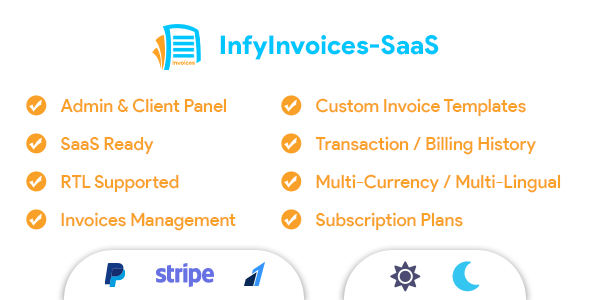 InfyInvoices-SaaS
Invoices
Admin & Client Panel
SaaS Ready
RTL Supported
Invoices Management
Custom Invoice Templates
Transaction / Billing History
Multi-Currency / Multi-Lingual
Subscription Plans
stripe